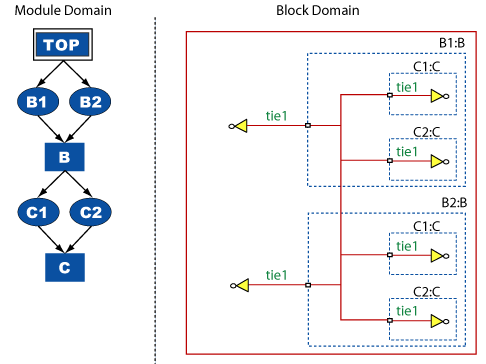 Module Domain
Block Domain
TOP
B1 B2
B
C1 C2
C
B1:B
C1:C
tie1
tie1
C2:C
tie1
B2:B
C1:C
tie1
tie1
C2:C
tie1